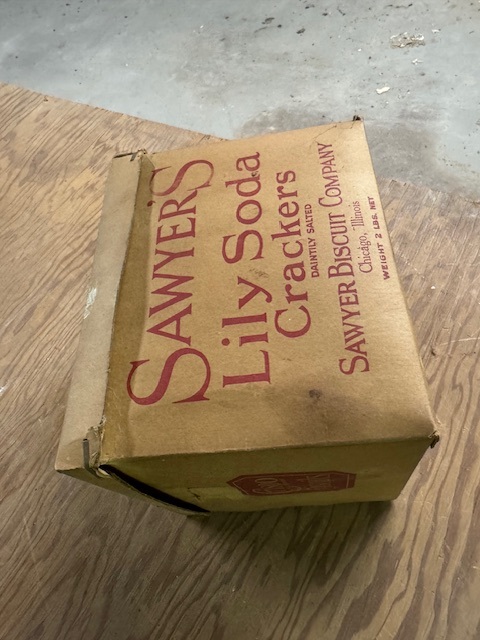 SAWYER'S
Lily Soda
Crackers
DAINTILY SALTED
SAWYER BISCUIT COMPANY
Chicago, Illinois
WEIGHT 2 LBS. NET